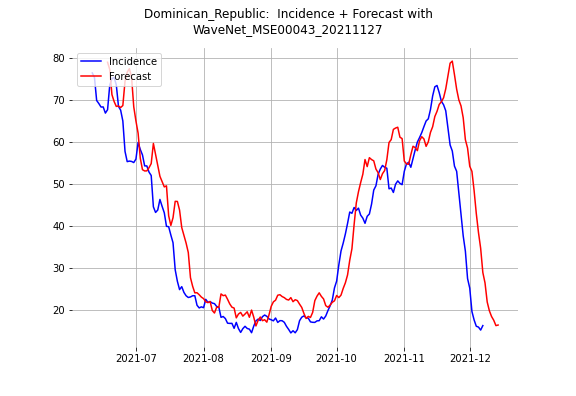 Dominican_Republic:  Incidence + Forecast with
WaveNet_MSE00043_20211127
Incidence
Forecast
80
70
60
50
40
30
20
2021-07 2021-08 2021-09 2021-10 2021-11 2021-12